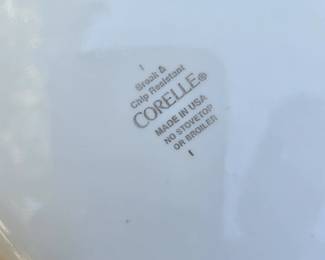 Break &
Chip Resistant
CORELLE®
MADE IN USA
NO STOVETOP
OR BROILER